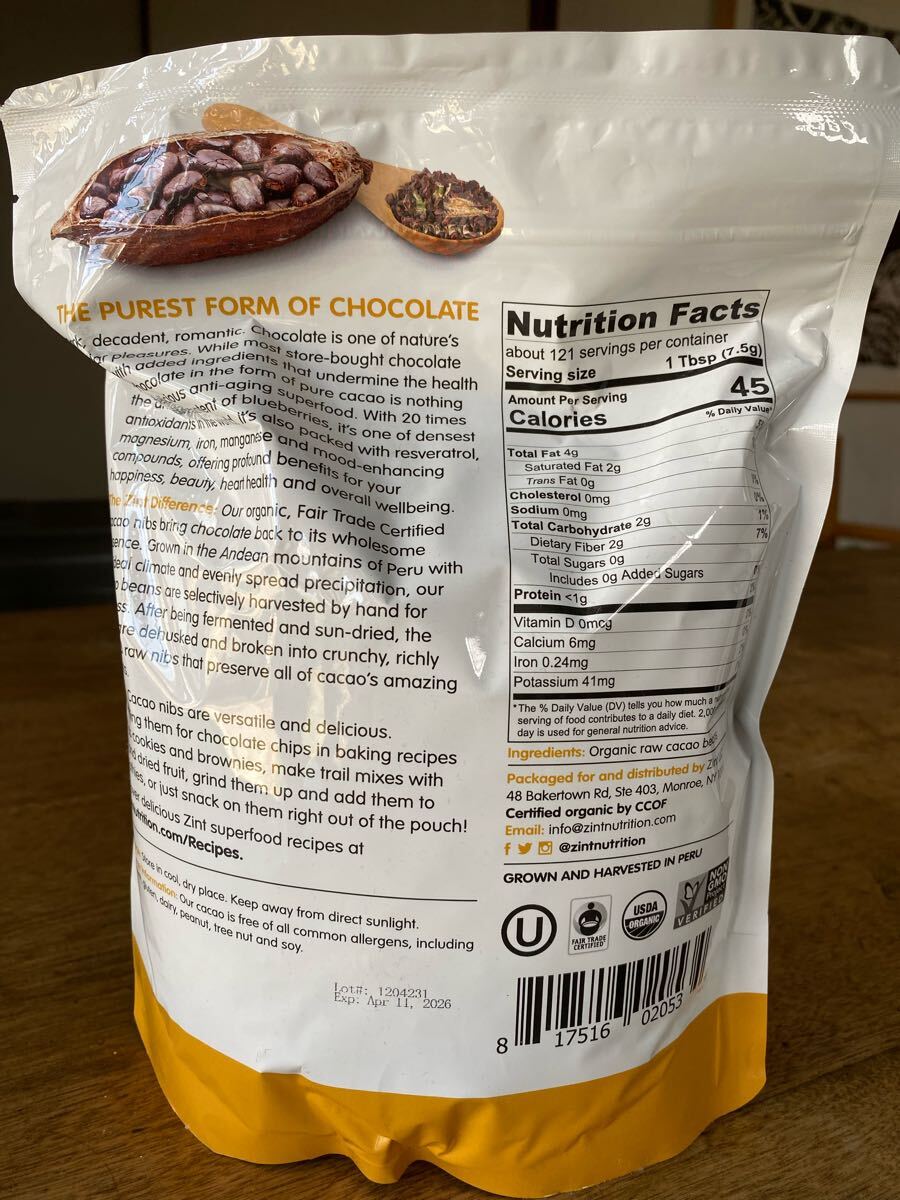 THE PUREST FORM OF CHOCOLATE
decadent, romantic. Chocolate is one of nature's
pleasures. While most store-bought chocolate
with added ingredients that undermine the health
chocolate in the form of pure cacao is nothing
anti-aging superfood. With 20 times
the of blueberries, it's one of densest
antioxidants in the It's also packed with resveratrol,
magnesium, iron, manganese and mood-enhancing
compounds, offering profound benefits for your
happiness, beauty, heart health and overall wellbeing.
The Zint Difference: Our organic, Fair Trade Certified
cacao nibs bring chocolate back to its wholesome
Grown in the Andean mountains of Peru with
ideal climate and evenly spread precipitation, our
beans are selectively harvested by hand for
After being fermented and sun-dried, the
are dehusked and broken into crunchy, richly
raw nibs that preserve all of cacao's amazing
Cacao nibs are versatile and delicious.
them for chocolate chips in baking recipes
cookies and brownies, make trail mixes with
dried fruit, grind them up and add them to
or just snack on them right out of the pouch!
delicious Zint superfood recipes at
.com/Recipes.
Store in cool, dry place. Keep away from direct sunlight.
Our cacao is free of all common allergens, including
gluten, dairy, peanut, tree nut and soy.
Lot#: 1204231
Exp: Apr 11, 2026
Nutrition Facts
about 121 servings per container
Serving size 1 Tbsp (7.5g)
Amount Per Serving
Calories 45
% Daily Value*
Total Fat 4g
Saturated Fat 2g
Trans Fat 0g
Cholesterol 0mg
Sodium 0mg
Total Carbohydrate 2g 1%
Dietary Fiber 2g 7%
Total Sugars 0g
Includes 0g Added Sugars
Protein <1g
Vitamin D 0mcg
Calcium 6mg
Iron 0.24mg
Potassium 41mg
*The % Daily Value (DV) tells you how much a
serving of food contributes to a daily diet.
day is used for general nutrition advice.
Ingredients: Organic raw cacao
Packaged for and distributed by
48 Bakertown Rd, Ste 403, Monroe, NY
Certified organic by CCOF
Email: info@zintnutrition.com
@zintnutrition
GROWN AND HARVESTED IN PERU
U
FAIR TRADE
CERTIFIED
USDA
ORGANIC
NON
GMO
VERIFIED
8 17516 02053